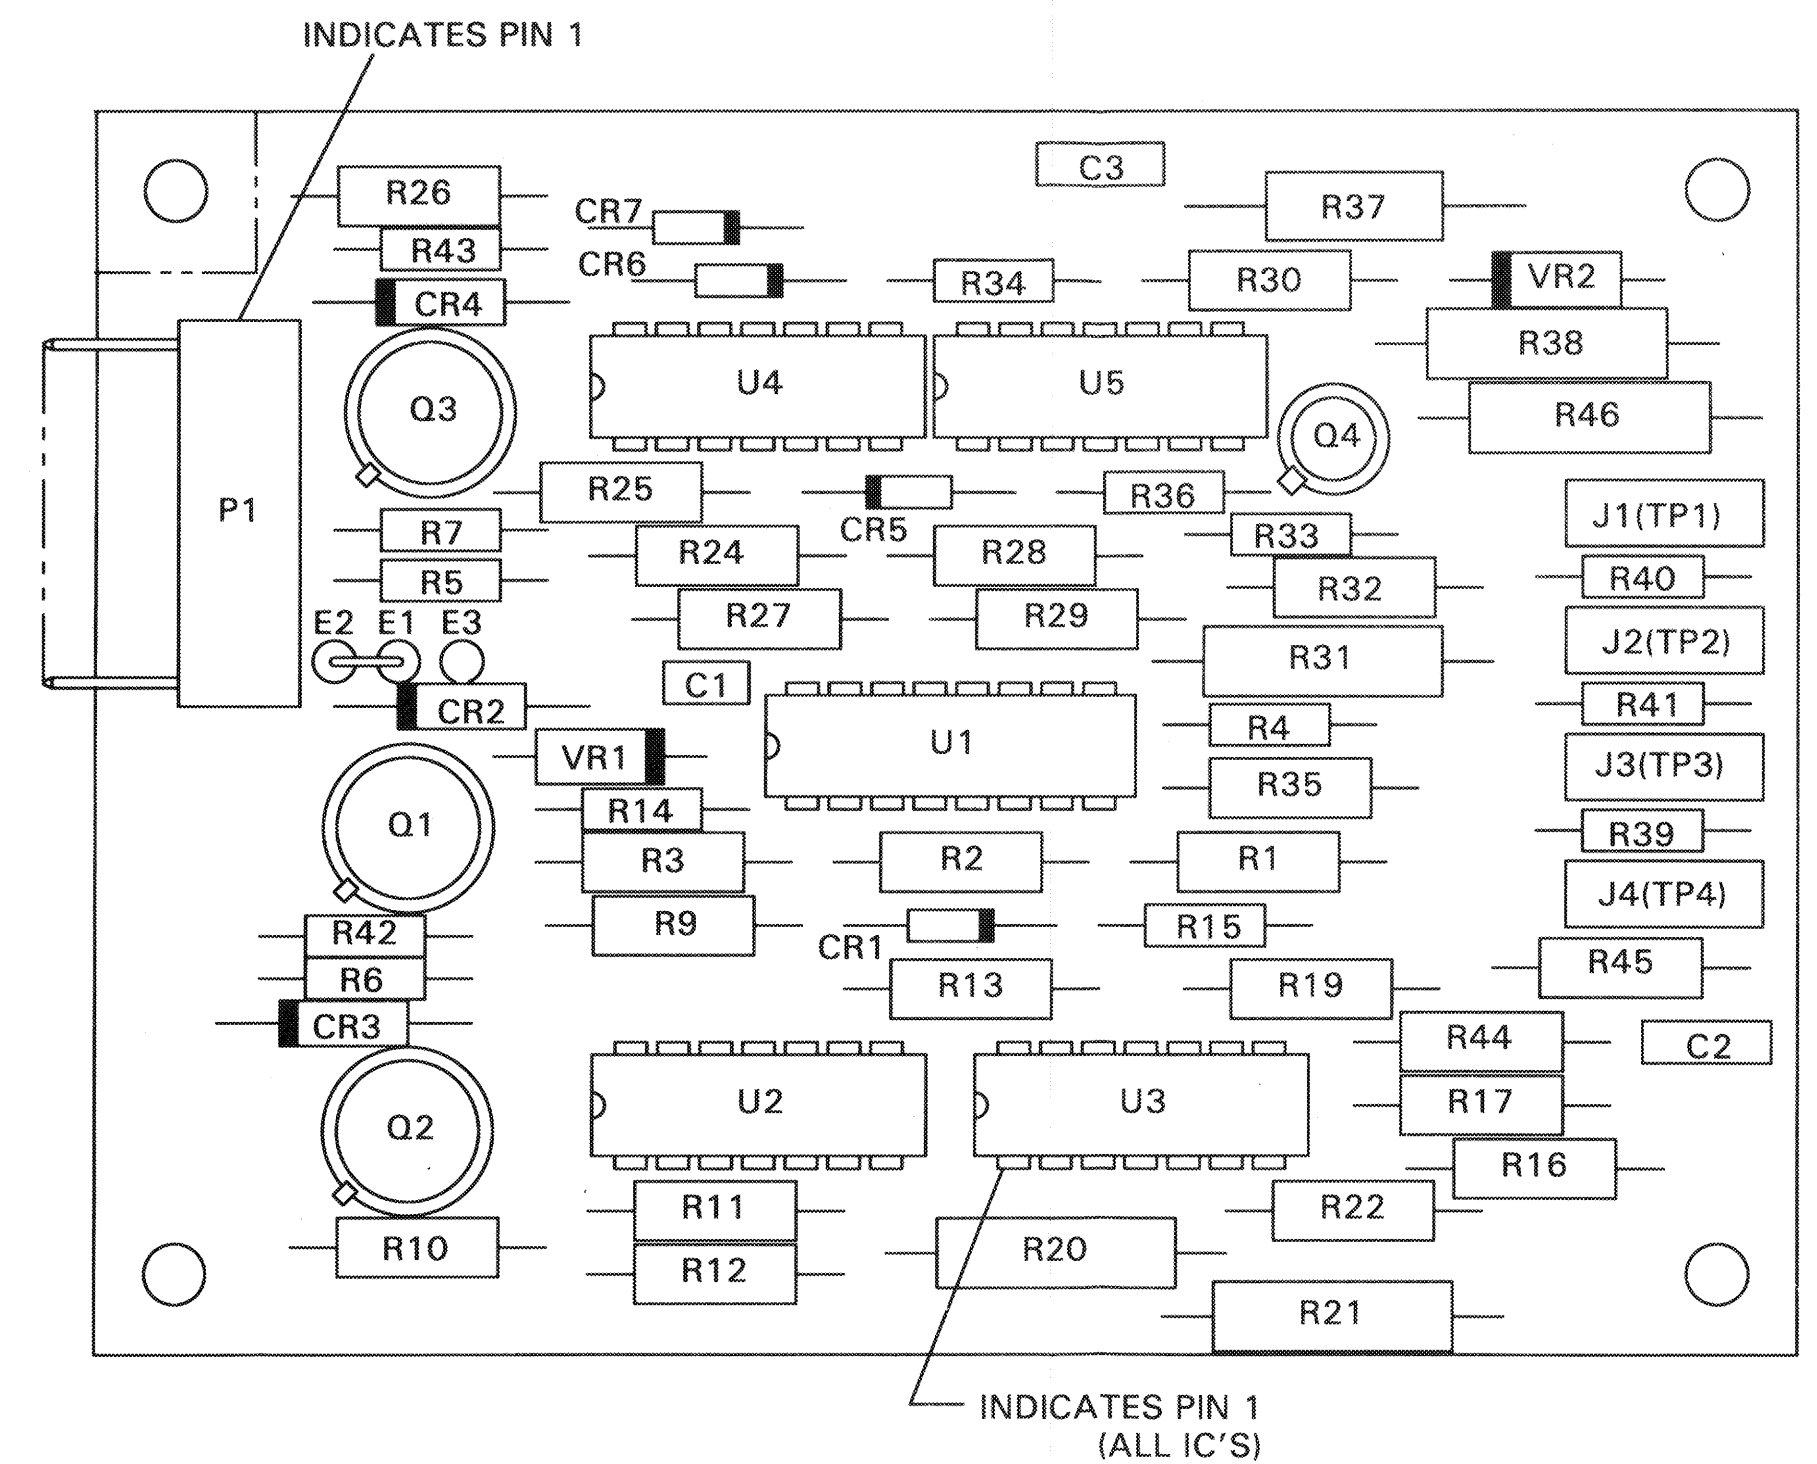 INDICATES PIN 1
C3
R26
R37
CR7
R43
CR6
R34
R30
VR2
CR4
R38
U4
U5
Q3
R46
Q4
R25
R36
P1
J1(TP1)
R7
CR5
R33
R24
R28
R5
R40
R32
R27
R29
E2 E1 E3
J2(TP2)
R31
C1
CR2
R41
R4
U1
VR1
J3(TP3)
R35
R14
Q1
R39
R3
R2
R1
J4(TP4)
R9
R15
R42
CR1
R45
R6
R13
R19
CR3
R44
C2
U2
U3
R17
Q2
R16
R11
R22
R10
R20
R12
R21
INDICATES PIN 1
(ALL IC'S)